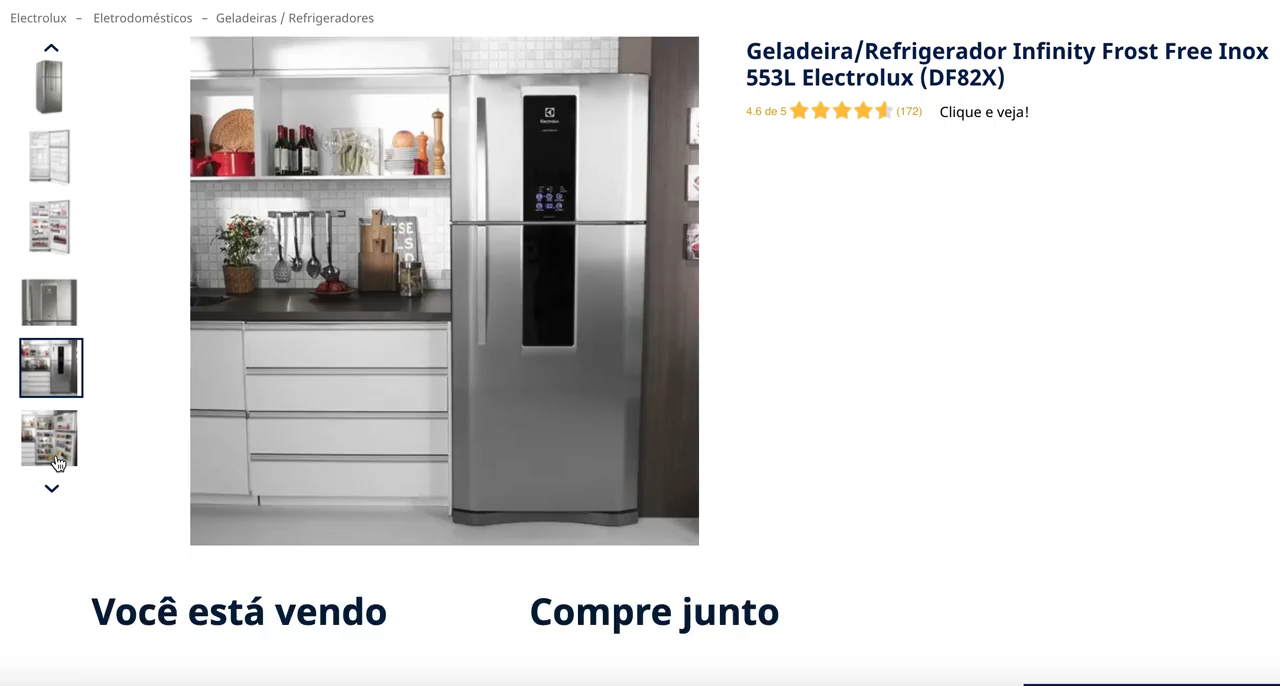 Electrolux – Eletrodomésticos – Geladeiras / Refrigeradores
Geladeira/Refrigerador Infinity Frost Free Inox
553L Electrolux (DF82X)
4.6 de 5 (172) Clique e veja!
Electrolux
Você está vendo
Compre junto